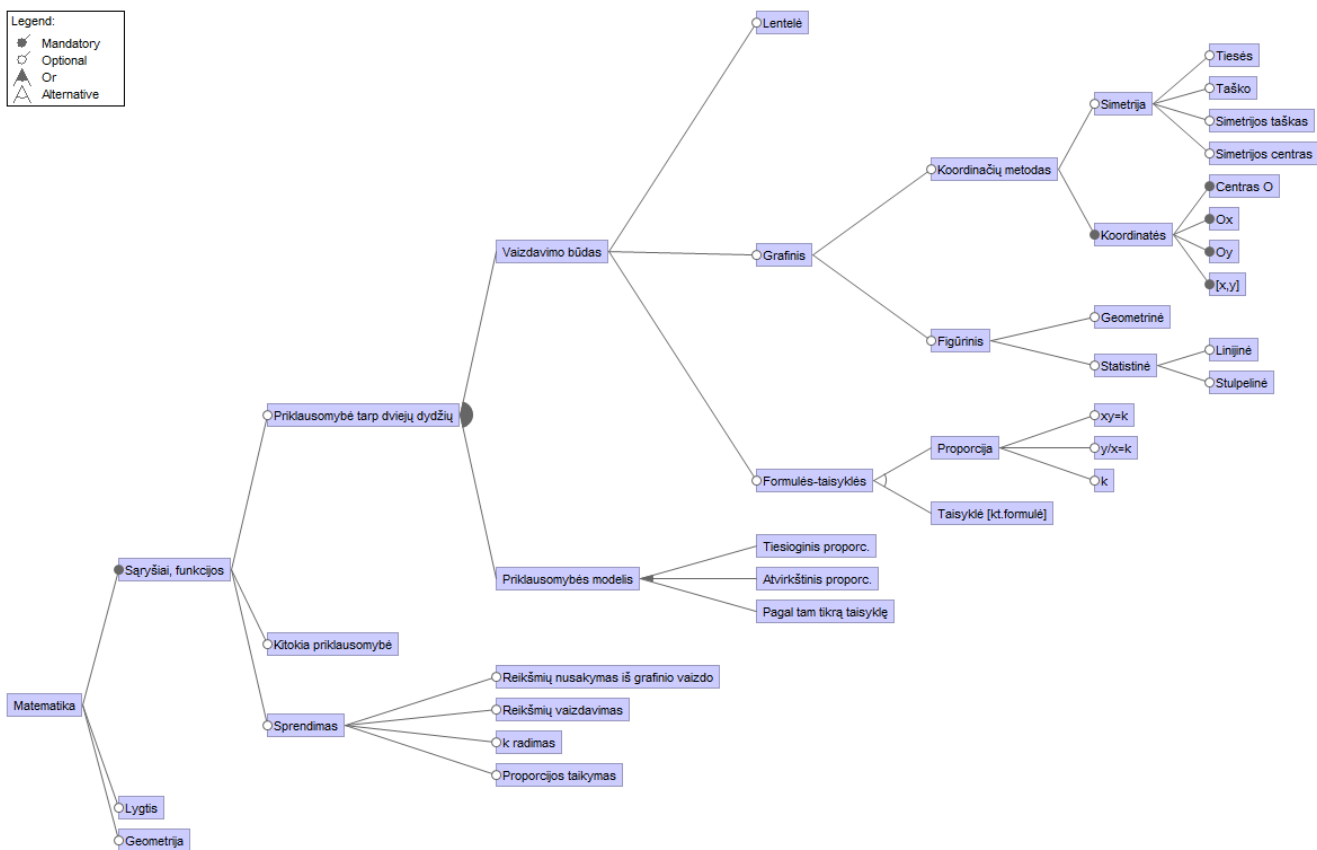 Legend:
Mandatory
Optional
Or
Alternative
Lentelė
Tiesės
Taško
Simetrija
Simetrijos taškas
Simetrijos centras
Koordinačių metodas
Centras O
Ox
Koordinatės
Oy
[x,y]
Vaizdavimo būdas
Grafinis
Geometrinė
Figūrinis
Linijinė
Statistinė
Stulpelinė
Priklausomybė tarp dviejų dydžių
xy=k
Proporcija
y/x=k
Formulės-taisyklės
k
Taisyklė [kt.formulė]
Tiesioginis proporc.
Sąryšiai, funkcijos
Priklausomybės modelis
Atvirkštinis proporc.
Pagal tam tikrą taisyklę
Kitokia priklausomybė
Reikšmių nusakymas iš grafinio vaizdo
Matematika
Reikšmių vaizdavimas
Sprendimas
k radimas
Proporcijos taikymas
Lygtis
Geometrija